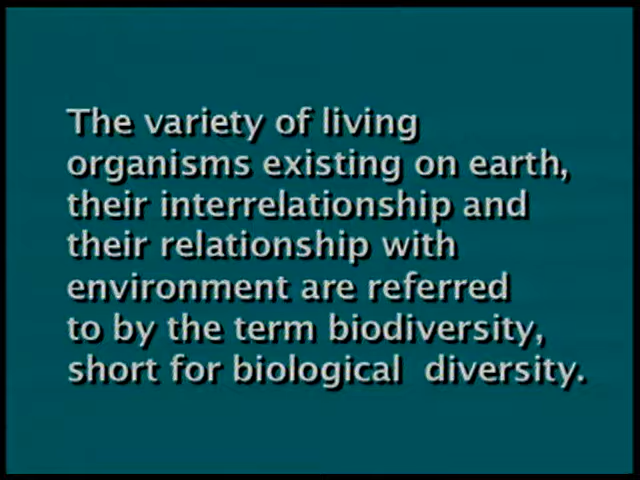 The variety of living
organisms existing on earth,
their interrelationship and
their relationship with
environment are referred
to by the term biodiversity,
short for biological diversity.